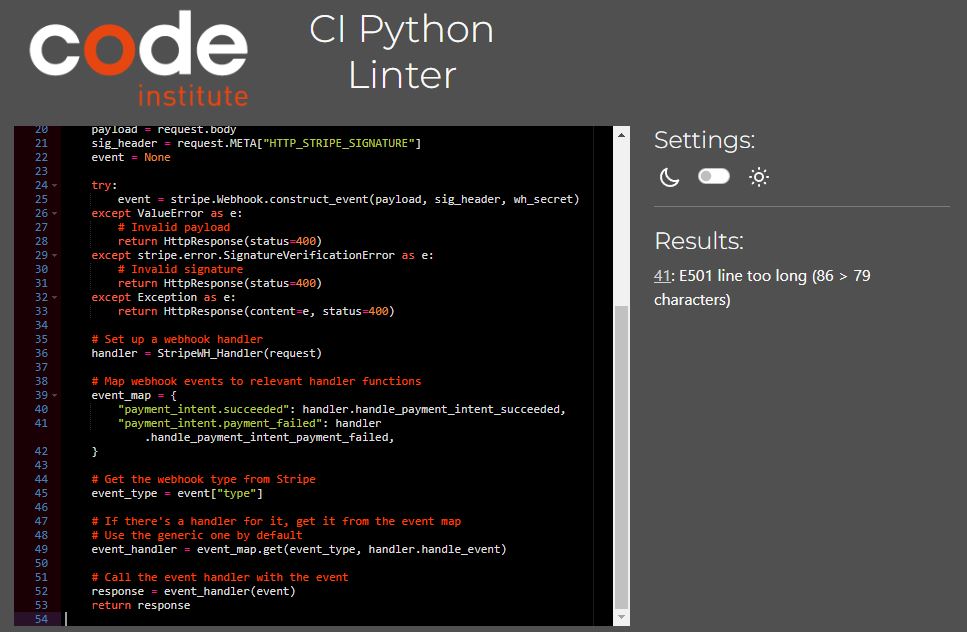 code
institute
CI Python
Linter
20 payload = request.body
21 sig_header = request.META["HTTP_STRIPE_SIGNATURE"]
22 event = None
23
24 try:
25 event = stripe.Webhook.construct_event(payload, sig_header, wh_secret)
26 except ValueError as e:
27 # Invalid payload
28 return HttpResponse(status=400)
29 except stripe.error.SignatureVerificationError as e:
30 # Invalid signature
31 return HttpResponse(status=400)
32 except Exception as e:
33 return HttpResponse(content=e, status=400)
34
35 # Set up a webhook handler
36 handler = StripeWH_Handler(request)
37
38 # Map webhook events to relevant handler functions
39 event_map = {
40 "payment_intent.succeeded": handler.handle_payment_intent_succeeded,
41 "payment_intent.payment_failed": handler
.handle_payment_intent_payment_failed,
42 }
43
44 # Get the webhook type from Stripe
45 event_type = event["type"]
46
47 # If there's a handler for it, get it from the event map
48 # Use the generic one by default
49 event_handler = event_map.get(event_type, handler.handle_event)
50
51 # Call the event handler with the event
52 response = event_handler(event)
53 return response
54
Settings:
Results:
41: E501 line too long (86 > 79
characters)